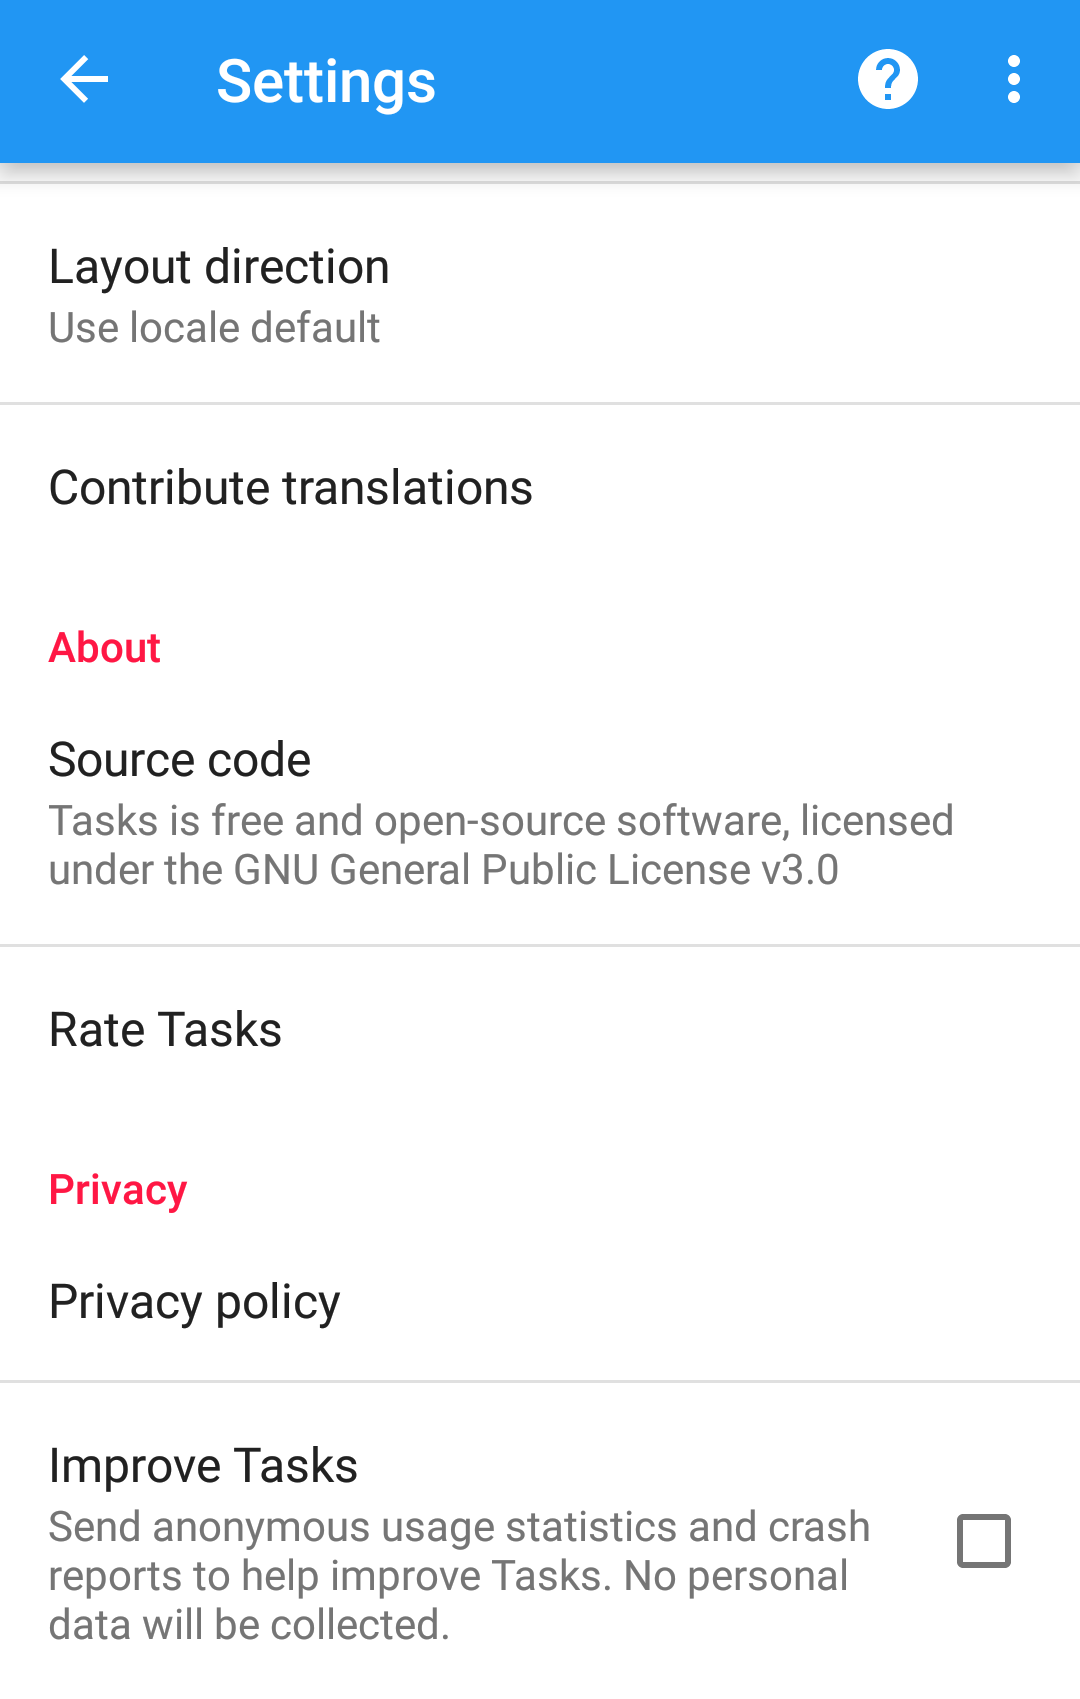 Settings
Layout direction
Use locale default
Contribute translations
About
Source code
Tasks is free and open-source software, licensed
under the GNU General Public License v3.0
Rate Tasks
Privacy
Privacy policy
Improve Tasks
Send anonymous usage statistics and crash
reports to help improve Tasks. No personal
data will be collected.